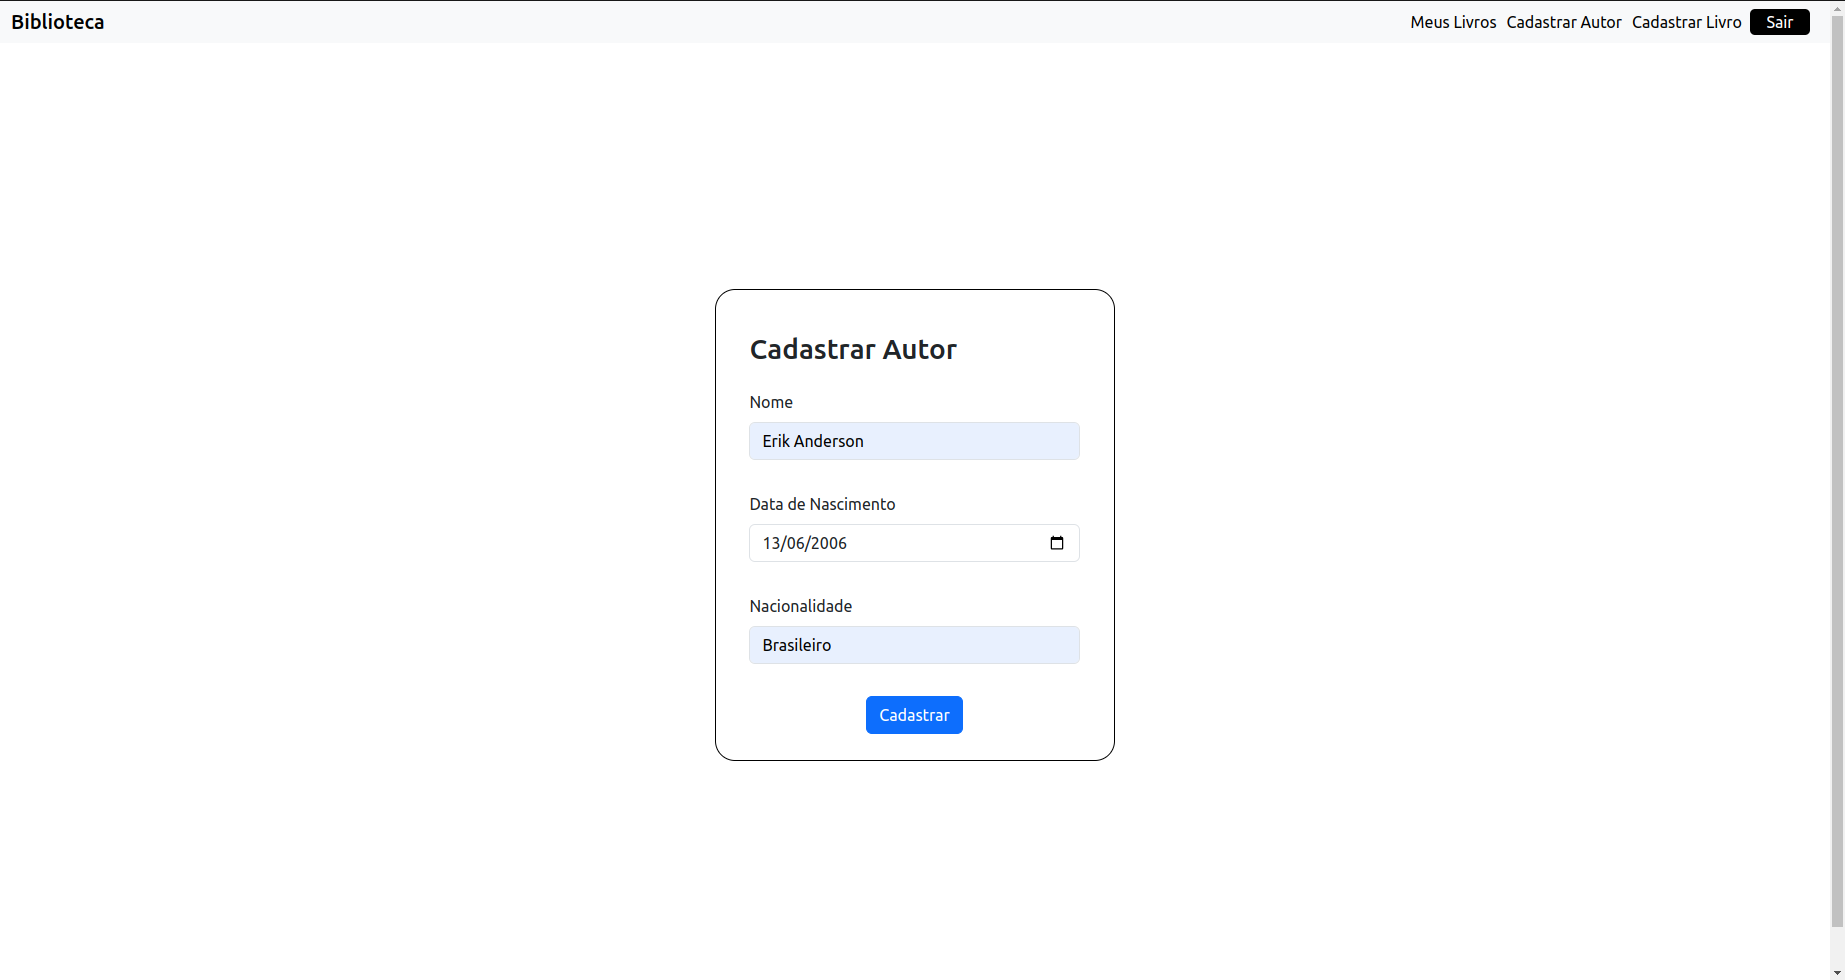 Biblioteca
Meus Livros Cadastrar Autor Cadastrar Livro Sair
Cadastrar Autor
Nome
Erik Anderson
Data de Nascimento
13/06/2006
Nacionalidade
Brasileiro
Cadastrar